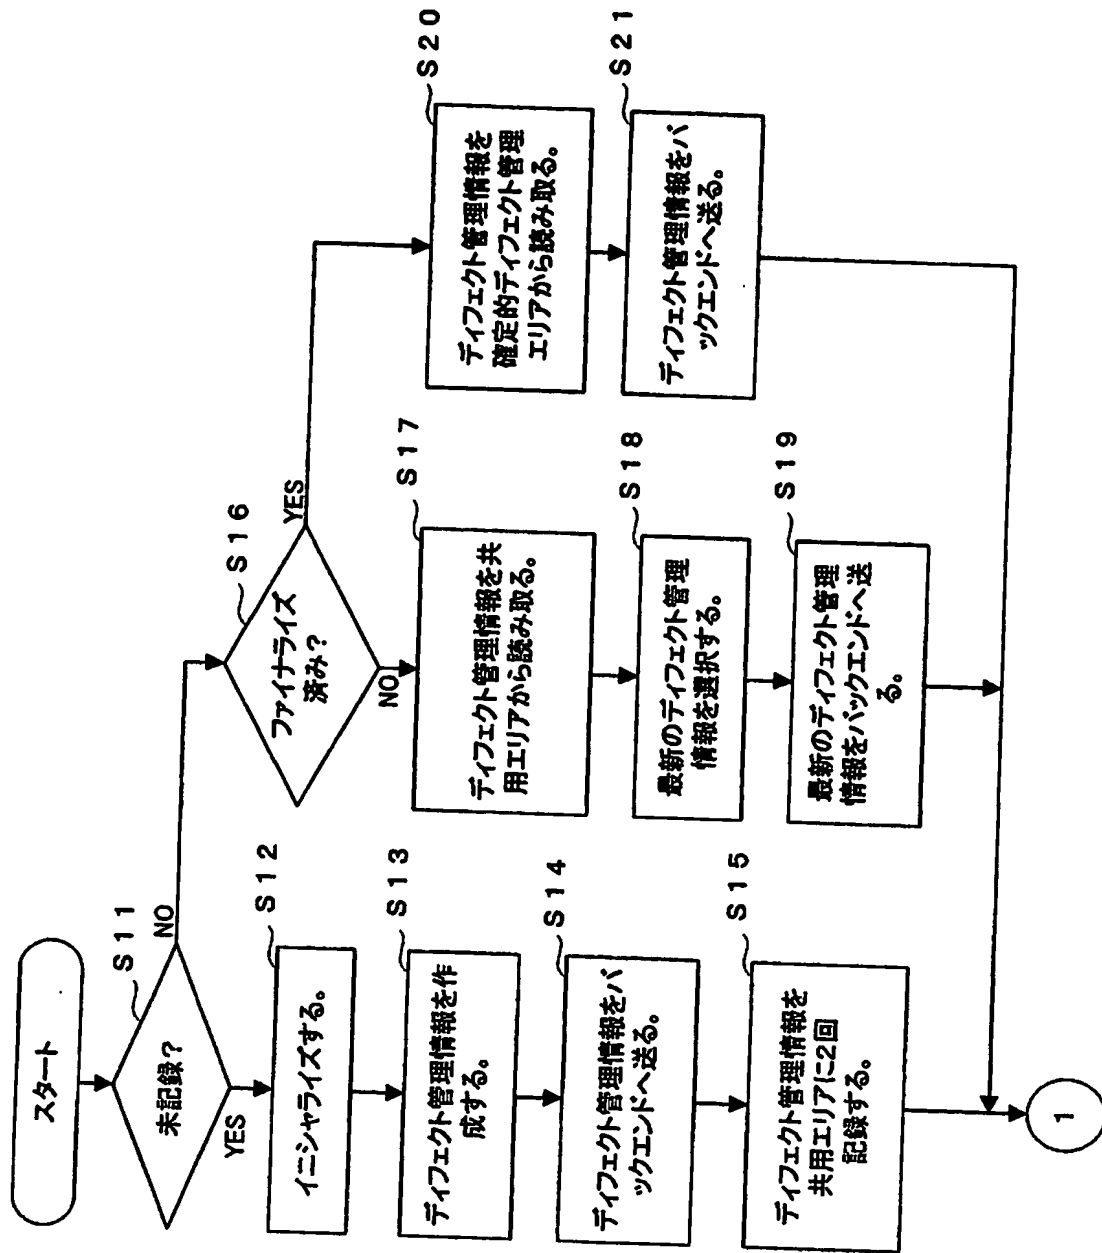 スタート
S11
未記録？
NO
YES
S12
イニシャライズする。
S13
ディフェクト管理情報を作
成する。
S14
ディフェクト管理情報をバ
ックエンドへ送る。
S15
ディフェクト管理情報を
共用エリアに2回
記録する。
S16
ファイナライズ
済み？
YES
NO
S17
ディフェクト管理情報を共
用エリアから読み取る。
S18
最新のディフェクト管理
情報を選択する。
S19
最新のディフェクト管理
情報をバックエンドへ送
る。
S20
ディフェクト管理情報を
確定的ディフェクト管理
エリアから読み取る。
S21
ディフェクト管理情報をバ
ックエンドへ送る。
1